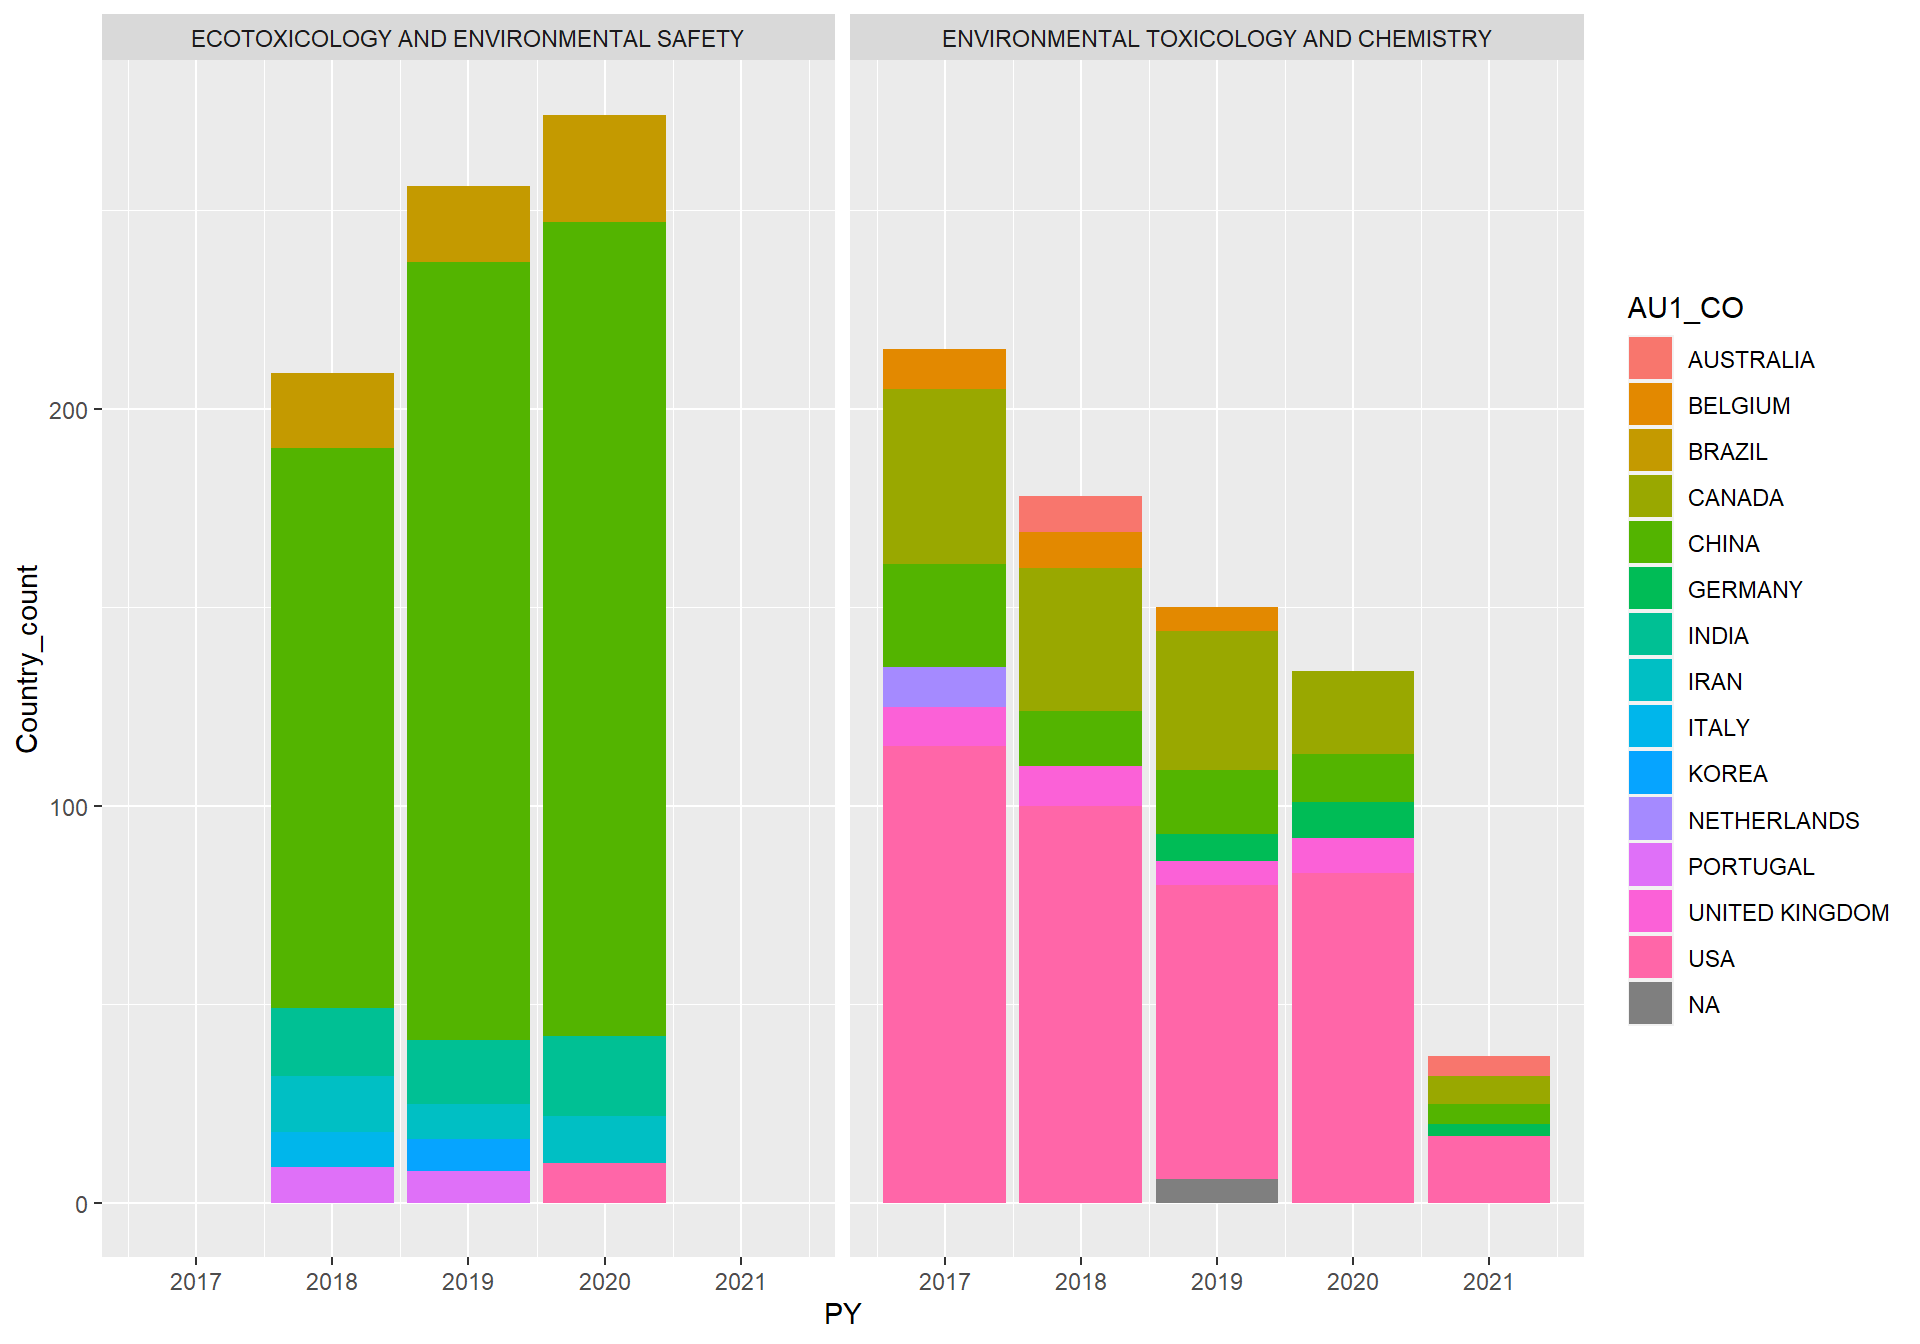 ECOTOXICOLOGY AND ENVIRONMENTAL SAFETY
ENVIRONMENTAL TOXICOLOGY AND CHEMISTRY
Country_count
200
100
0
2017 2018 2019 2020 2021
2017 2018 2019 2020 2021
PY
AU1_CO
AUSTRALIA
BELGIUM
BRAZIL
CANADA
CHINA
GERMANY
INDIA
IRAN
ITALY
KOREA
NETHERLANDS
PORTUGAL
UNITED KINGDOM
USA
NA